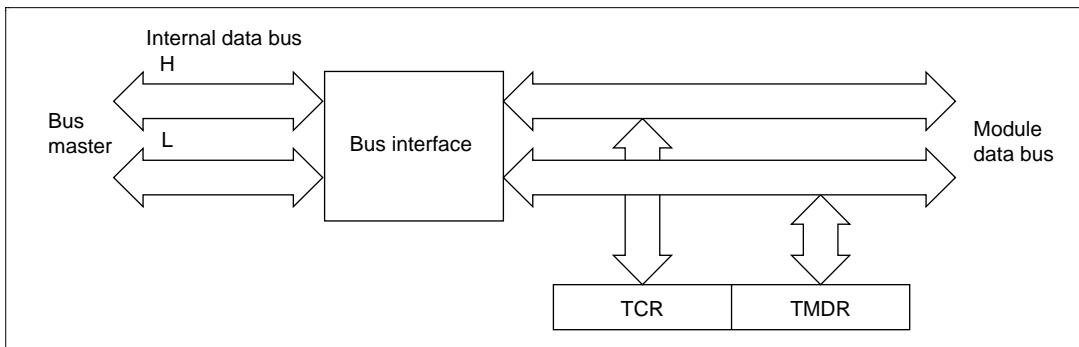 Internal data bus
H
Bus
master
L
Bus interface
Module
data bus
TCR
TMDR